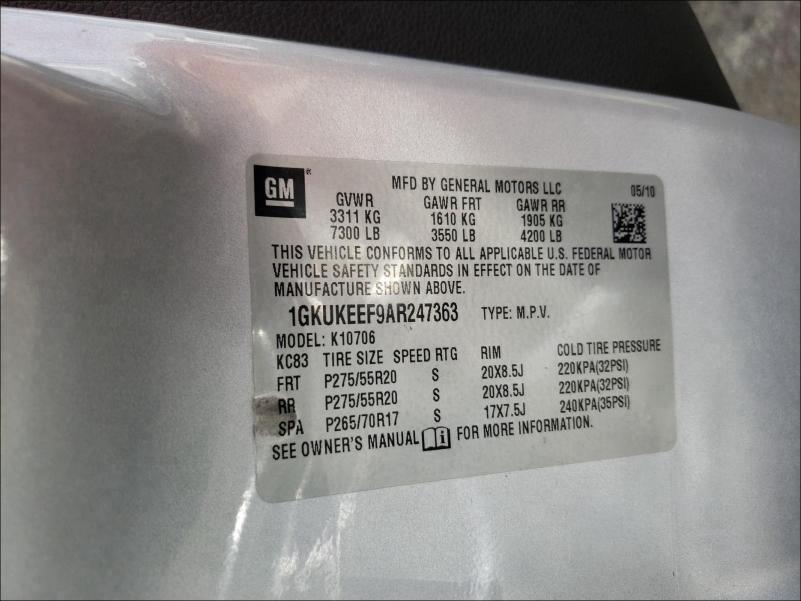 GM
MFD BY GENERAL MOTORS LLC 05/10
GVWR GAWR FRT GAWR RR
3311 KG 1610 KG 1905 KG
7300 LB 3550 LB 4200 LB
THIS VEHICLE CONFORMS TO ALL APPLICABLE U.S. FEDERAL MOTOR
VEHICLE SAFETY STANDARDS IN EFFECT ON THE DATE OF
MANUFACTURE SHOWN ABOVE.
1GKUKEEF9AR247363 TYPE: M.P.V.
MODEL: K10706
KC83 TIRE SIZE SPEED RTG RIM COLD TIRE PRESSURE
FRT P275/55R20 S 20X8.5J 220KPA(32PSI)
RR P275/55R20 S 20X8.5J 220KPA(32PSI)
SPA P265/70R17 S 17X7.5J 240KPA(35PSI)
SEE OWNER'S MANUAL FOR MORE INFORMATION.